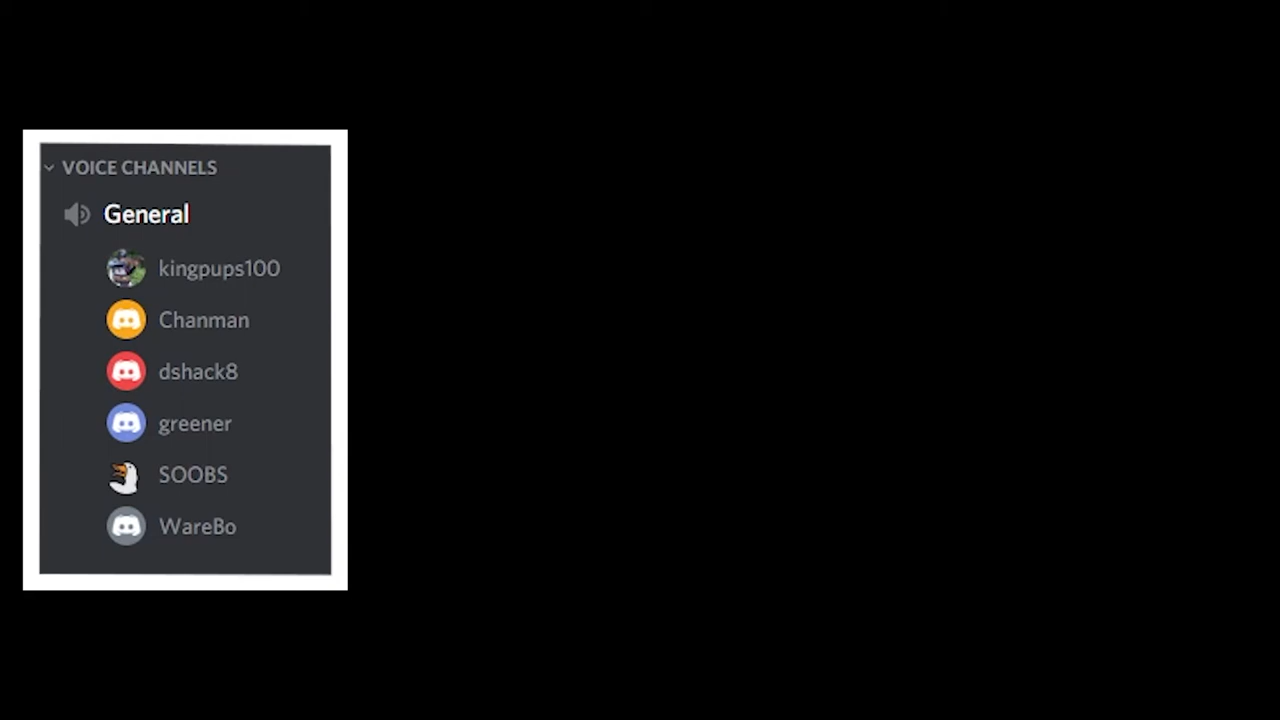 VOICE CHANNELS
General
kingpups100
Chanman
dshack8
greener
SOOBS
WareBo